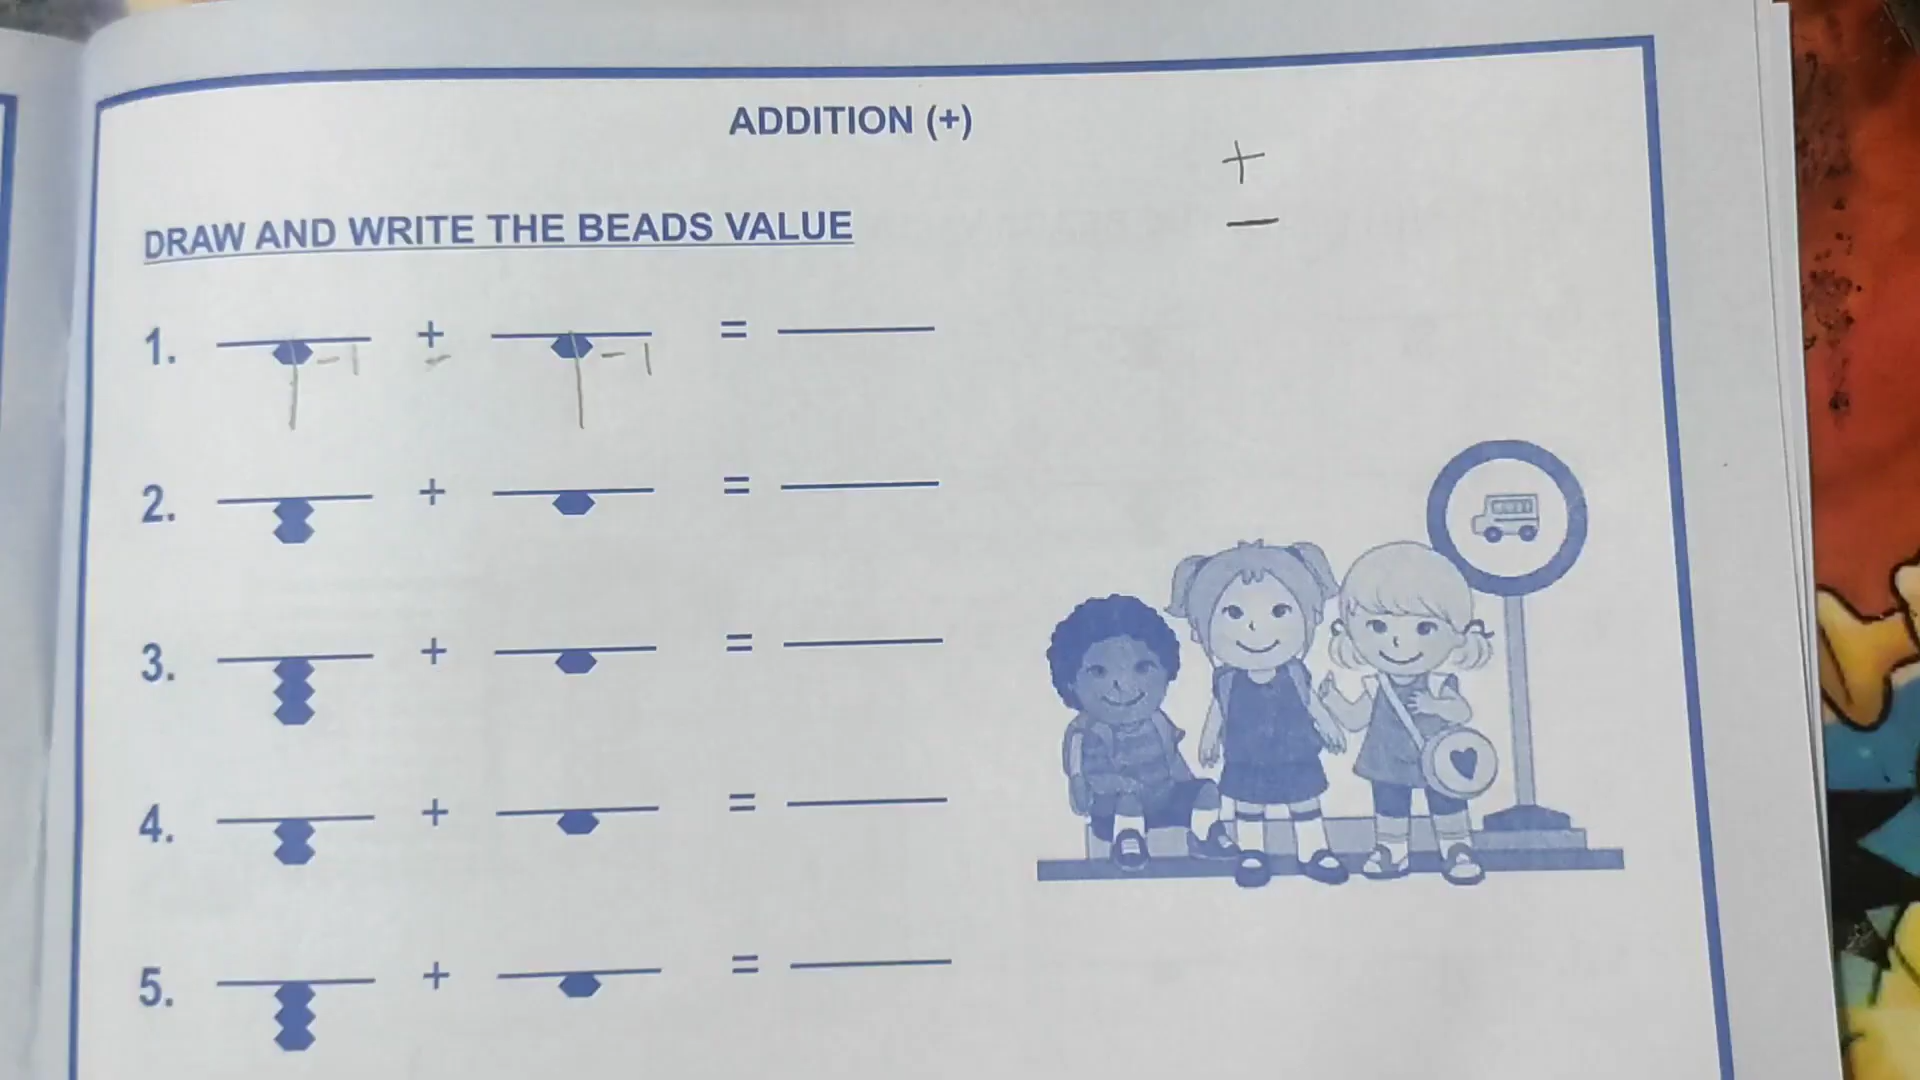 ADDITION (+)
+
−
DRAW AND WRITE THE BEADS VALUE
1. + =
-1 - -1
2. + =
3. + =
4. + =
5. + =